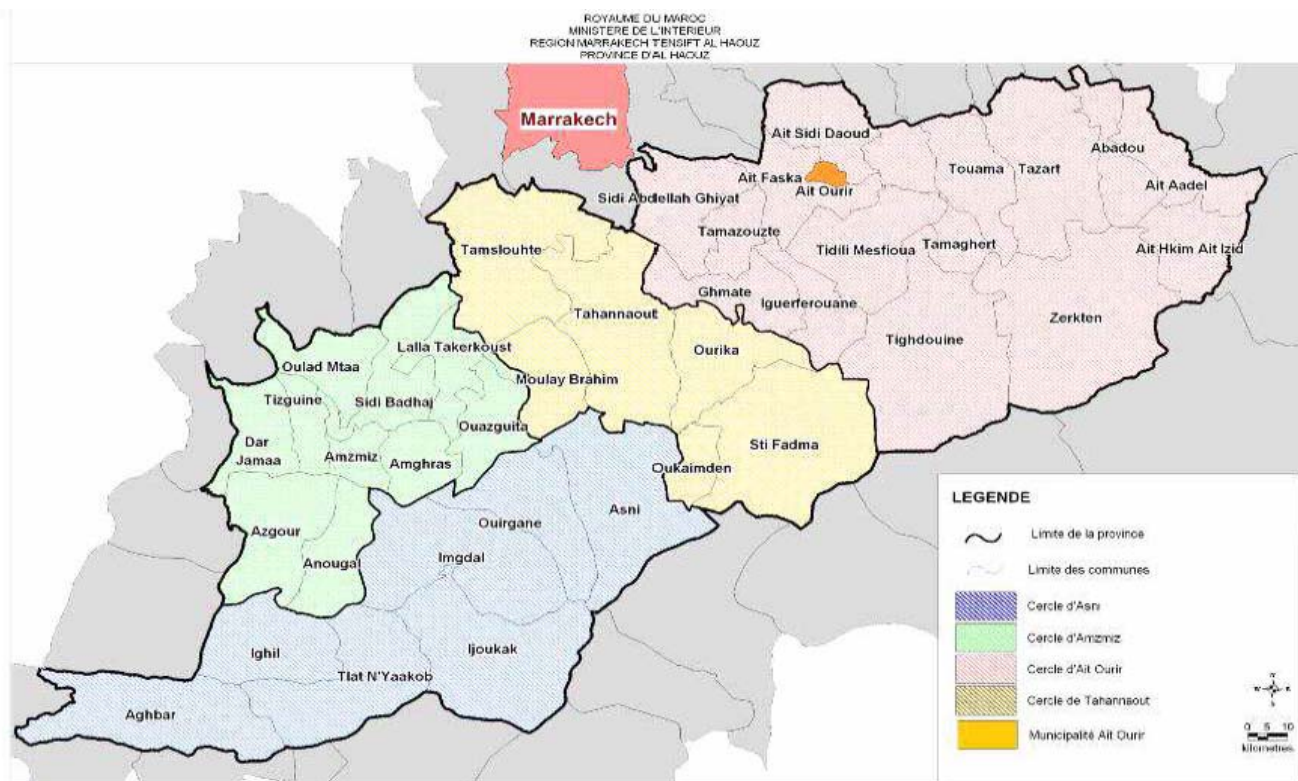 ROYAUME DU MAROC
MINISTERE DE L'INTERIEUR
REGION MARRAKECH TENSIFT AL HAOUZ
PROVINCE D'AL HAOUZ
Marrakech
Ait Sidi Daoud
Abadou
Touama
Tazart
Ait Faska
Ait Ourir
Ait Aadel
Sidi Abdellah Ghiyat
Tamazouzte
Tidili Mesfioua
Tamaghert
Ait Hkim Ait Izid
Tamslouhte
Ghmate
Iguerferouane
Tahannaout
Zerkten
Tighdouine
Lalla Takerkoust
Ourika
Oulad Mtaa
Moulay Brahim
Tizguine
Sidi Badhaj
Ouazguita
Dar
Jamaa
Amzmiz
Amghras
Sti Fadma
Oukaimden
Azgour
Ouirgane
Asni
Anougal
Imgdal
Ighil
Tlat N'Yaakob
Ijoukak
Aghbar
LEGENDE
Limite de la province
Limite des communes
Cercle d'Asni
Cercle d'Amzmiz
Cercle d'Ait Ourir
Cercle de Tahannaout
Municipalité Ait Ourir
N
W E
S
0 5 10
kilometres